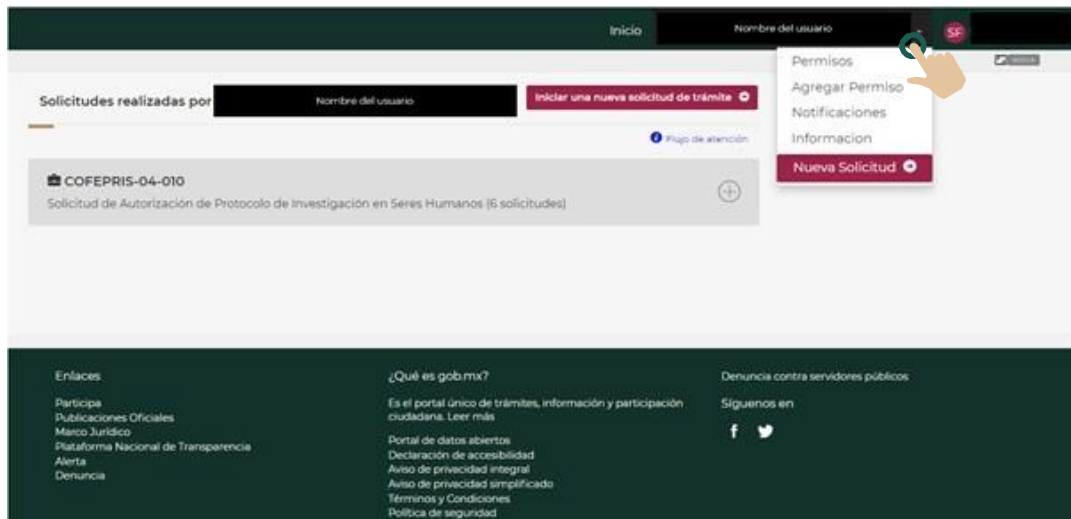 Inicio
Nombre del usuario
SF
Permisos
Agregar Permiso
Notificaciones
Informacion
Nueva Solicitud
Solicitudes realizadas por
Nombre del usuario
Iniciar una nueva solicitud de trámite
Flujo de atención
COFEPRIS-04-010
Solicitud de Autorización de Protocolo de Investigación en Seres Humanos (6 solicitudes)
Enlaces
Participa
Publicaciones Oficiales
Marco Jurídico
Plataforma Nacional de Transparencia
Alerta
Denuncia
¿Qué es gob.mx?
Es el portal único de trámites, información y participación
ciudadana. Leer más
Portal de datos abiertos
Declaración de accesibilidad
Aviso de privacidad integral
Aviso de privacidad simplificado
Términos y Condiciones
Política de seguridad
Denuncia contra servidores públicos
Síguenos en